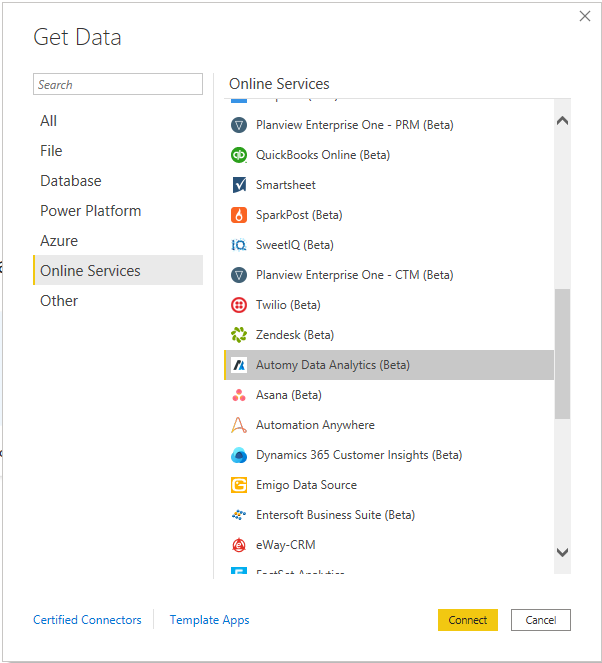 Get Data
Search
All
File
Database
Power Platform
Azure
Online Services
Other
Online Services
Planview Enterprise One - PRM (Beta)
QuickBooks Online (Beta)
Smartsheet
SparkPost (Beta)
SweetIQ (Beta)
Planview Enterprise One - CTM (Beta)
Twilio (Beta)
Zendesk (Beta)
Automy Data Analytics (Beta)
Asana (Beta)
Automation Anywhere
Dynamics 365 Customer Insights (Beta)
Emigo Data Source
Entersoft Business Suite (Beta)
eWay-CRM
FactSet Analytics
Certified Connectors
Template Apps
Connect
Cancel